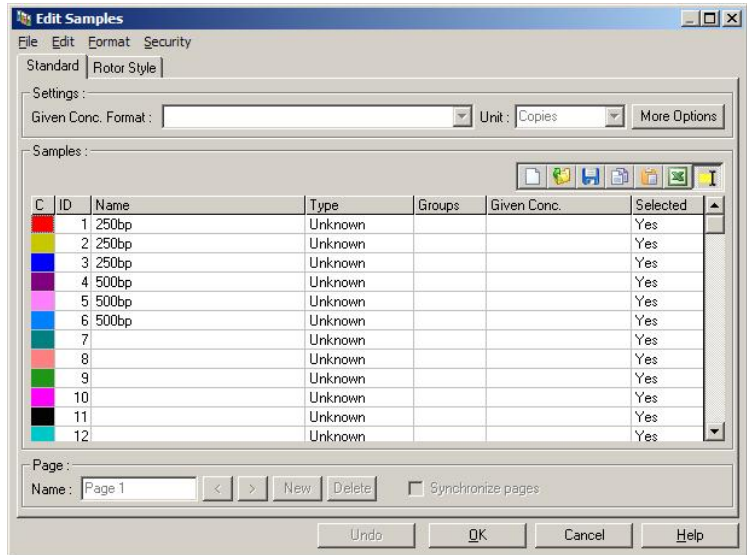 Edit Samples
File Edit Format Security
Standard Rotor Style
Settings :
Given Conc. Format : Unit : Copies More Options
Samples :
C ID Name Type Groups Given Conc. Selected
1 250bp Unknown Yes
2 250bp Unknown Yes
3 250bp Unknown Yes
4 500bp Unknown Yes
5 500bp Unknown Yes
6 500bp Unknown Yes
7 Unknown Yes
8 Unknown Yes
9 Unknown Yes
10 Unknown Yes
11 Unknown Yes
12 Unknown Yes
Page :
Name : Page 1 < > New Delete Synchronize pages
Undo OK Cancel Help